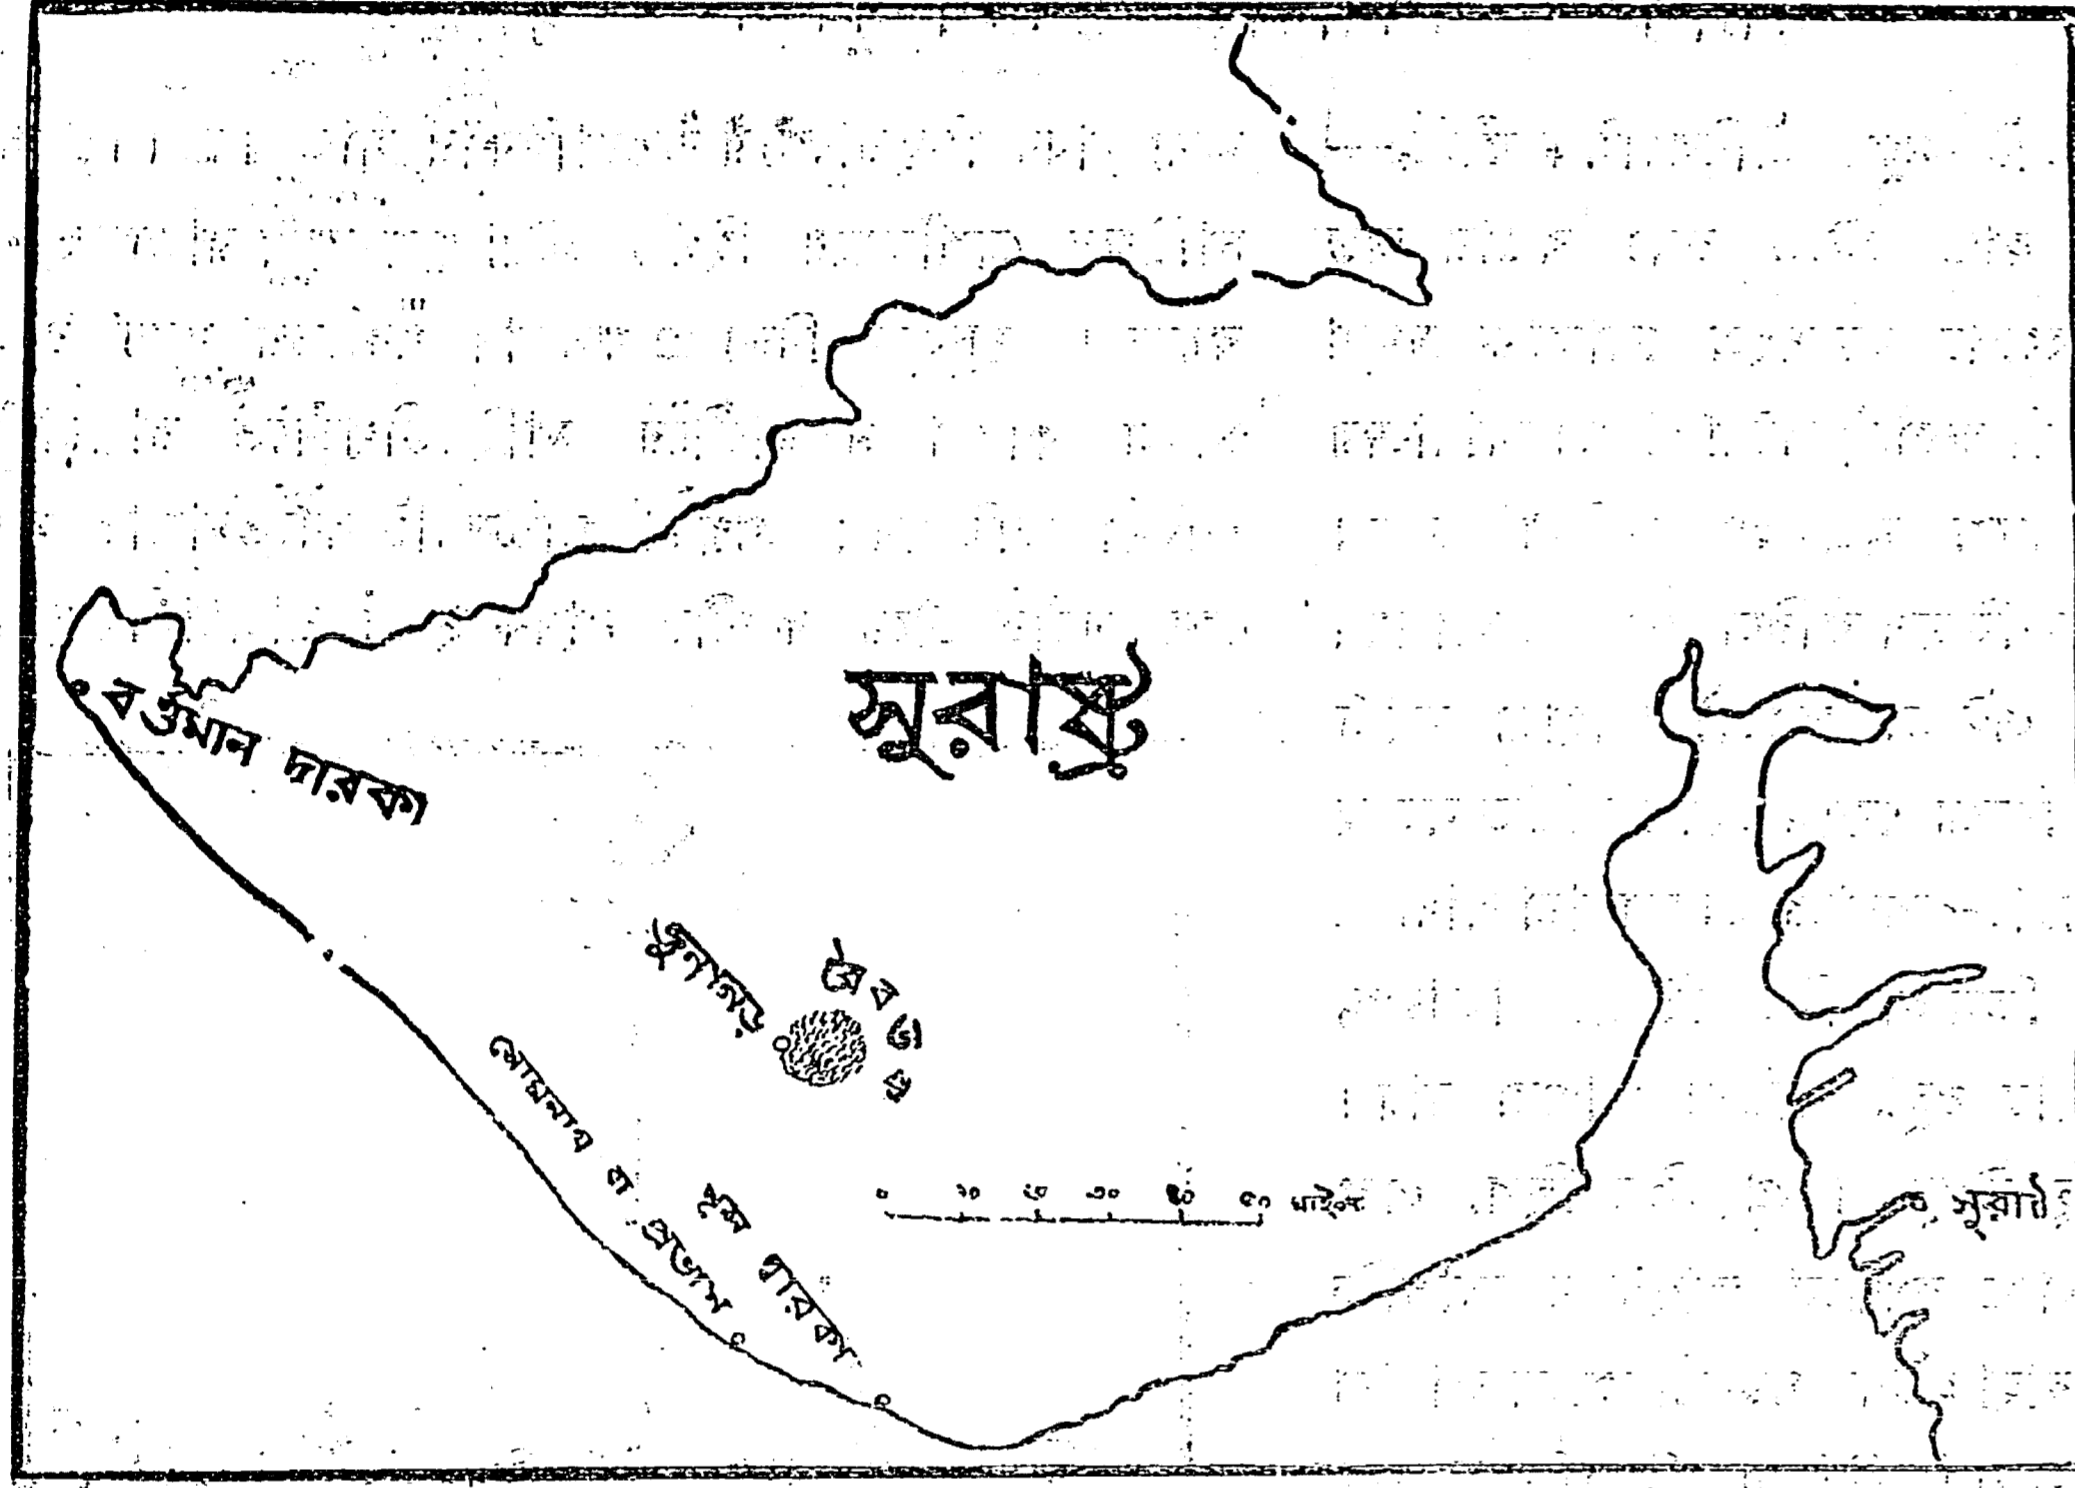 সুরাষ্ট্র
বর্ত্তমান দ্বারকা
জুনাগড়
রৈবতক
সোমনাথ বা প্রভাস
মূল দ্বারকা
০ ১০ ২০ ৩০ ৪০ ৫০ মাইল
সুরাট